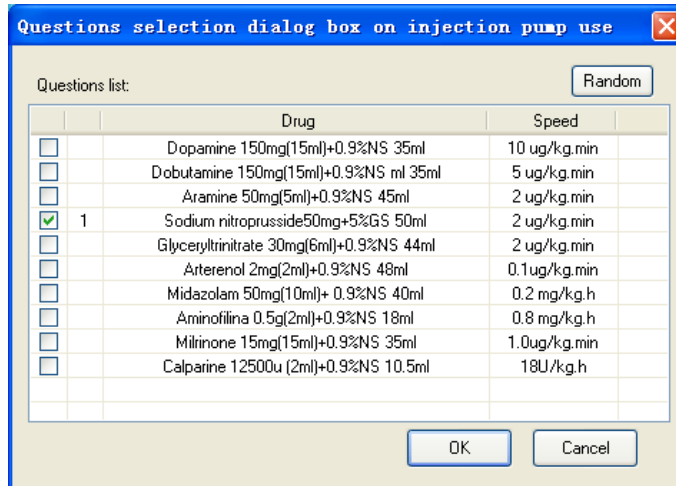 Questions selection dialog box on injection pump use
Questions list:
Random
Drug Speed
Dopamine 150mg(15ml)+0.9%NS 35ml 10 ug/kg.min
Dobutamine 150mg(15ml)+0.9%NS ml 35ml 5 ug/kg.min
Aramine 50mg(5ml)+0.9%NS 45ml 2 ug/kg.min
1 Sodium nitroprusside50mg+5%GS 50ml 2 ug/kg.min
Glyceryltrinitrate 30mg(6ml)+0.9%NS 44ml 2 ug/kg.min
Arterenol 2mg(2ml)+0.9%NS 48ml 0.1ug/kg.min
Midazolam 50mg(10ml)+ 0.9%NS 40ml 0.2 mg/kg.h
Aminofilina 0.5g(2ml)+0.9%NS 18ml 0.8 mg/kg.h
Milrinone 15mg(15ml)+0.9%NS 35ml 1.0ug/kg.min
Calparine 12500u (2ml)+0.9%NS 10.5ml 18U/kg.h
OK Cancel